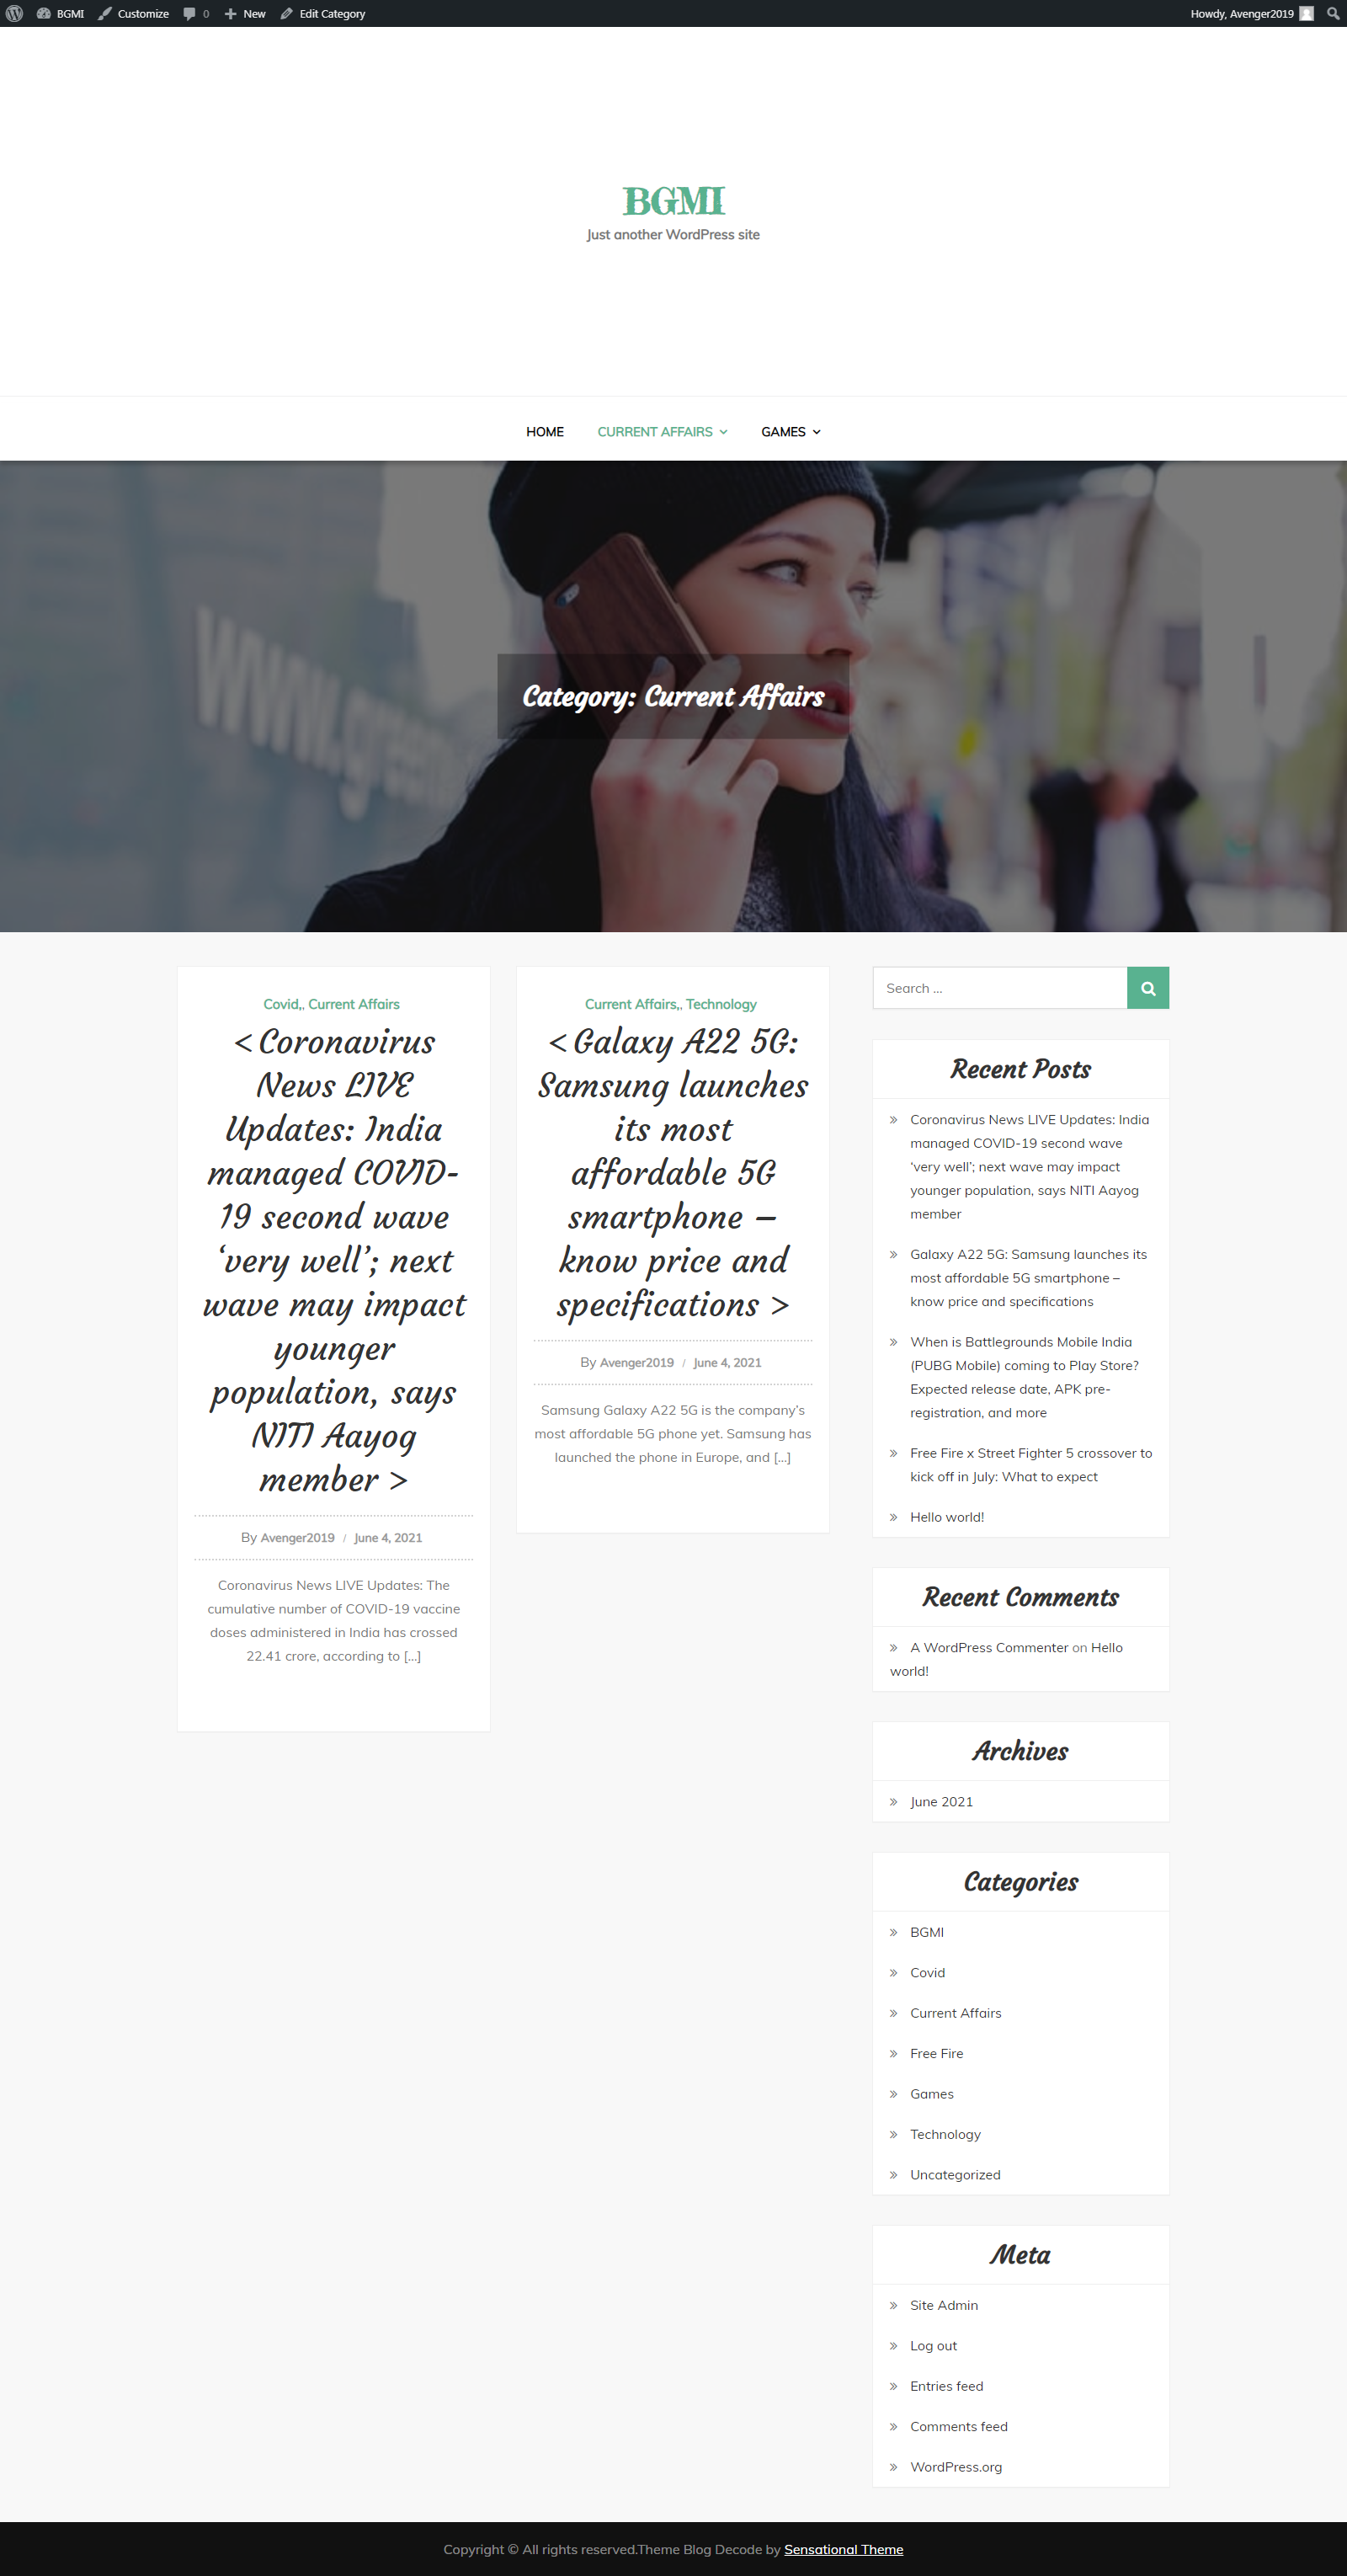 BGMI Customize 0 New Edit Category Howdy, Avenger2019
BGMI
Just another WordPress site
HOME CURRENT AFFAIRS GAMES
www.gree
Category: Current Affairs
Covid,, Current Affairs
< Coronavirus
News LIVE
Updates: India
managed COVID-
19 second wave
‘very well’; next
wave may impact
younger
population, says
NITI Aayog
member >
By Avenger2019 / June 4, 2021
Coronavirus News LIVE Updates: The
cumulative number of COVID-19 vaccine
doses administered in India has crossed
22.41 crore, according to […]
Current Affairs,, Technology
< Galaxy A22 5G:
Samsung launches
its most
affordable 5G
smartphone –
know price and
specifications >
By Avenger2019 / June 4, 2021
Samsung Galaxy A22 5G is the company’s
most affordable 5G phone yet. Samsung has
launched the phone in Europe, and […]
Search …
Recent Posts
Coronavirus News LIVE Updates: India
managed COVID-19 second wave
‘very well’; next wave may impact
younger population, says NITI Aayog
member
Galaxy A22 5G: Samsung launches its
most affordable 5G smartphone –
know price and specifications
When is Battlegrounds Mobile India
(PUBG Mobile) coming to Play Store?
Expected release date, APK pre-
registration, and more
Free Fire x Street Fighter 5 crossover to
kick off in July: What to expect
Hello world!
Recent Comments
A WordPress Commenter on Hello
world!
Archives
June 2021
Categories
BGMI
Covid
Current Affairs
Free Fire
Games
Technology
Uncategorized
Meta
Site Admin
Log out
Entries feed
Comments feed
WordPress.org
Copyright © All rights reserved.Theme Blog Decode by Sensational Theme